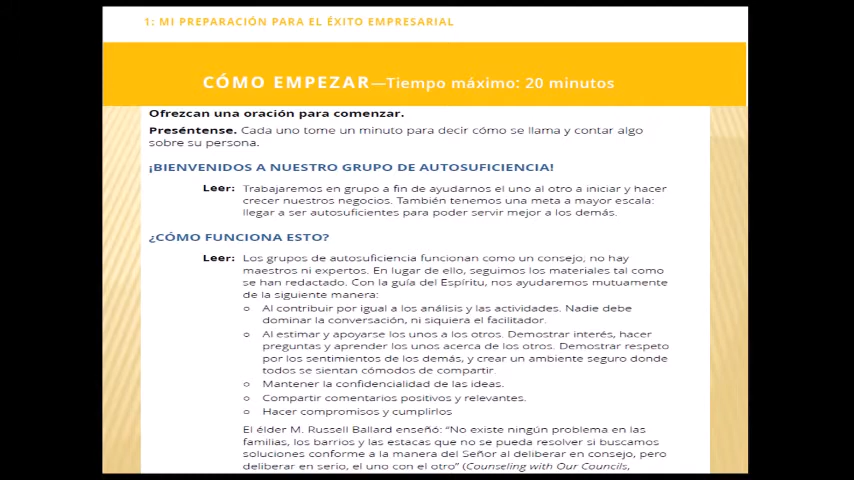 1: MI PREPARACIÓN PARA EL ÉXITO EMPRESARIAL
CÓMO EMPEZAR—Tiempo máximo: 20 minutos
Ofrezcan una oración para comenzar.
Preséntense. Cada uno tome un minuto para decir cómo se llama y contar algo
sobre su persona.
¡BIENVENIDOS A NUESTRO GRUPO DE AUTOSUFICIENCIA!
Leer: Trabajaremos en grupo a fin de ayudarnos el uno al otro a iniciar y hacer
crecer nuestros negocios. También tenemos una meta a mayor escala:
llegar a ser autosuficientes para poder servir mejor a los demás.
¿CÓMO FUNCIONA ESTO?
Leer: Los grupos de autosuficiencia funcionan como un consejo; no hay
maestros ni expertos. En lugar de ello, seguimos los materiales tal como
se han redactado. Con la guía del Espíritu, nos ayudaremos mutuamente
de la siguiente manera:
○ Al contribuir por igual a los análisis y las actividades. Nadie debe
dominar la conversación, ni siquiera el facilitador.
○ Al estimar y apoyarse los unos a los otros. Demostrar interés, hacer
preguntas y aprender los unos acerca de los otros. Demostrar respeto
por los sentimientos de los demás, y crear un ambiente seguro donde
todos se sientan cómodos de compartir.
○ Mantener la confidencialidad de las ideas.
○ Compartir comentarios positivos y relevantes.
○ Hacer compromisos y cumplirlos
El élder M. Russell Ballard enseñó: “No existe ningún problema en las
familias, los barrios y las estacas que no se pueda resolver si buscamos
soluciones conforme a la manera del Señor al deliberar en consejo, pero
deliberar en serio, el uno con el otro” (Counseling with Our Councils,